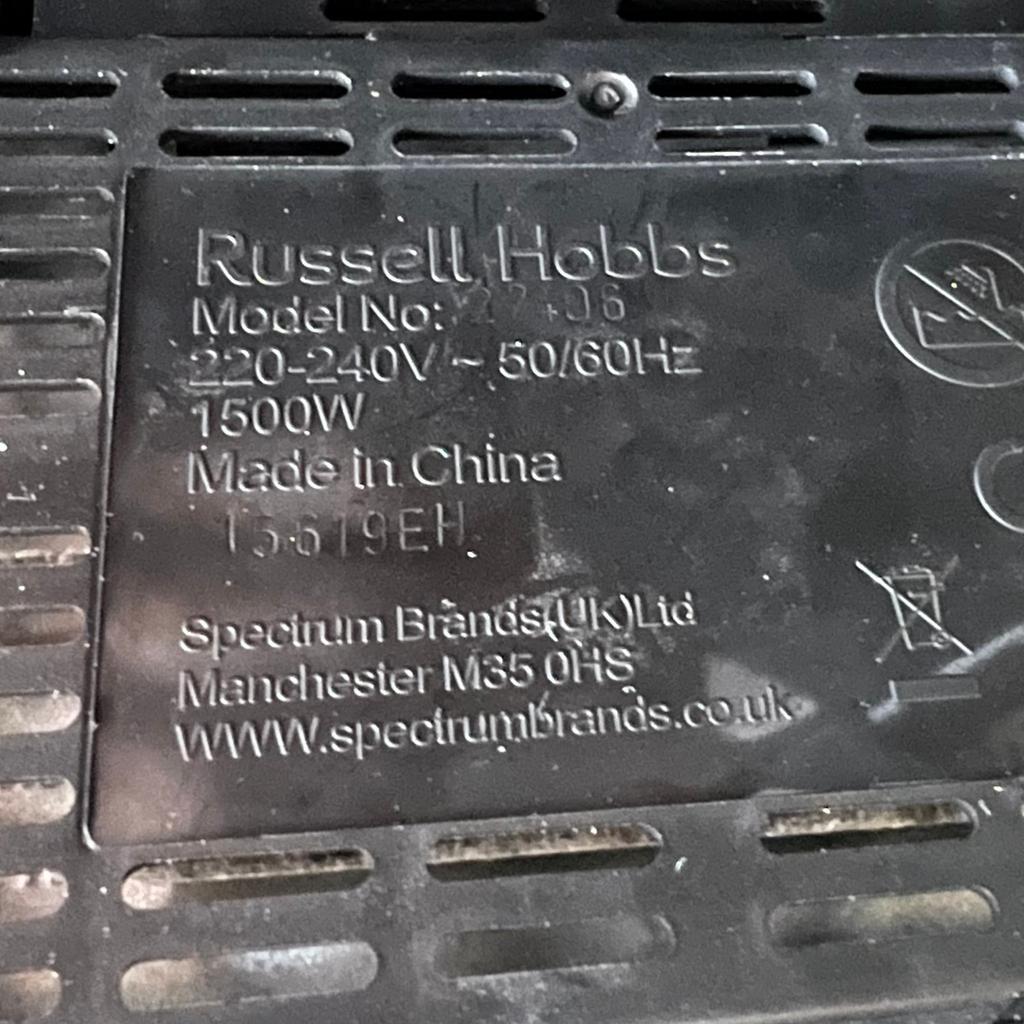 Russell Hobbs
Model No:
220-240V ~ 50/60Hz
1500W
Made in China
15619EH
Spectrum Brands(UK)Ltd
Manchester M35 0HS
WWW.spectrumbrands.co.uk